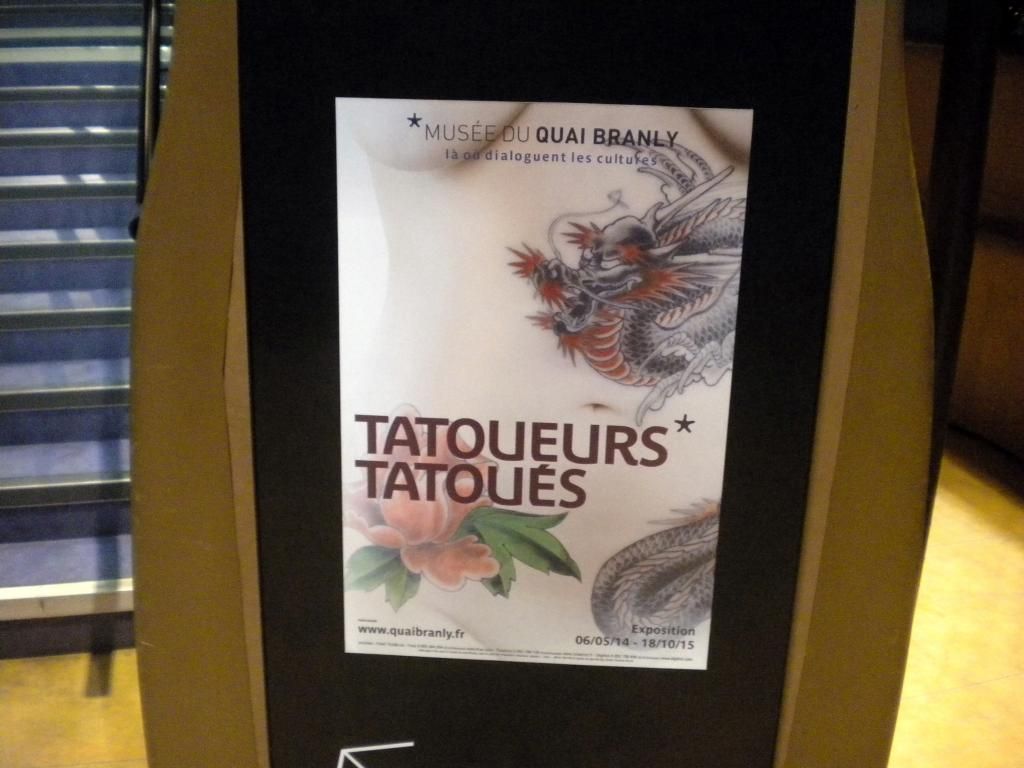 *MUSÉE DU QUAI BRANLY
là où dialoguent les cultures
TATOUEURS*
TATOUÉS
www.quaibranly.fr
Exposition
06/05/14 - 18/10/15